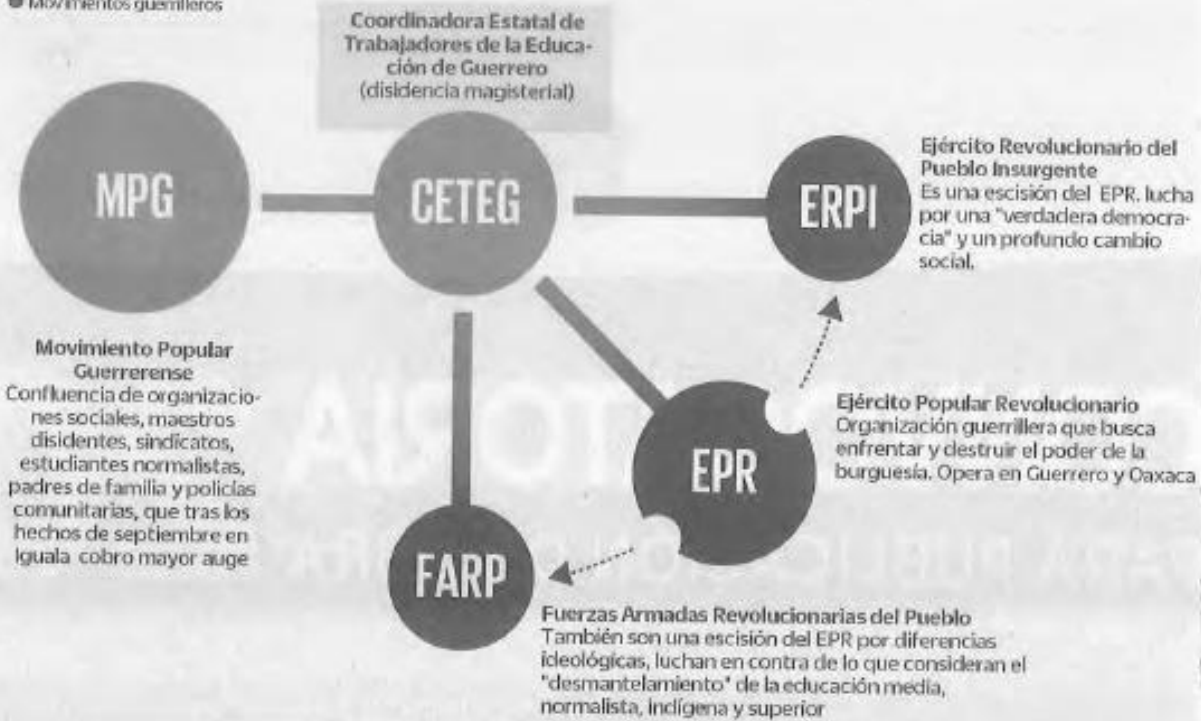 Movimientos guerrilleros
Coordinadora Estatal de
Trabajadores de la Educa-
ción de Guerrero
(disidencia magisterial)
MPG
CETEG
ERPI
Ejército Revolucionario del
Pueblo Insurgente
Es una escisión del EPR. lucha
por una "verdadera democra-
cia" y un profundo cambio
social.
Movimiento Popular
Guerrerense
Confluencia de organizacio-
nes sociales, maestros
disidentes, sindicatos,
estudiantes normalistas,
padres de familia y policías
comunitarias, que tras los
hechos de septiembre en
Iguala cobro mayor auge
EPR
Ejército Popular Revolucionario
Organización guerrillera que busca
enfrentar y destruir el poder de la
burguesía. Opera en Guerrero y Oaxaca
FARP
Fuerzas Armadas Revolucionarias del Pueblo
También son una escisión del EPR por diferencias
ideológicas, luchan en contra de lo que consideran el
"desmantelamiento" de la educación media,
normalista, indígena y superior